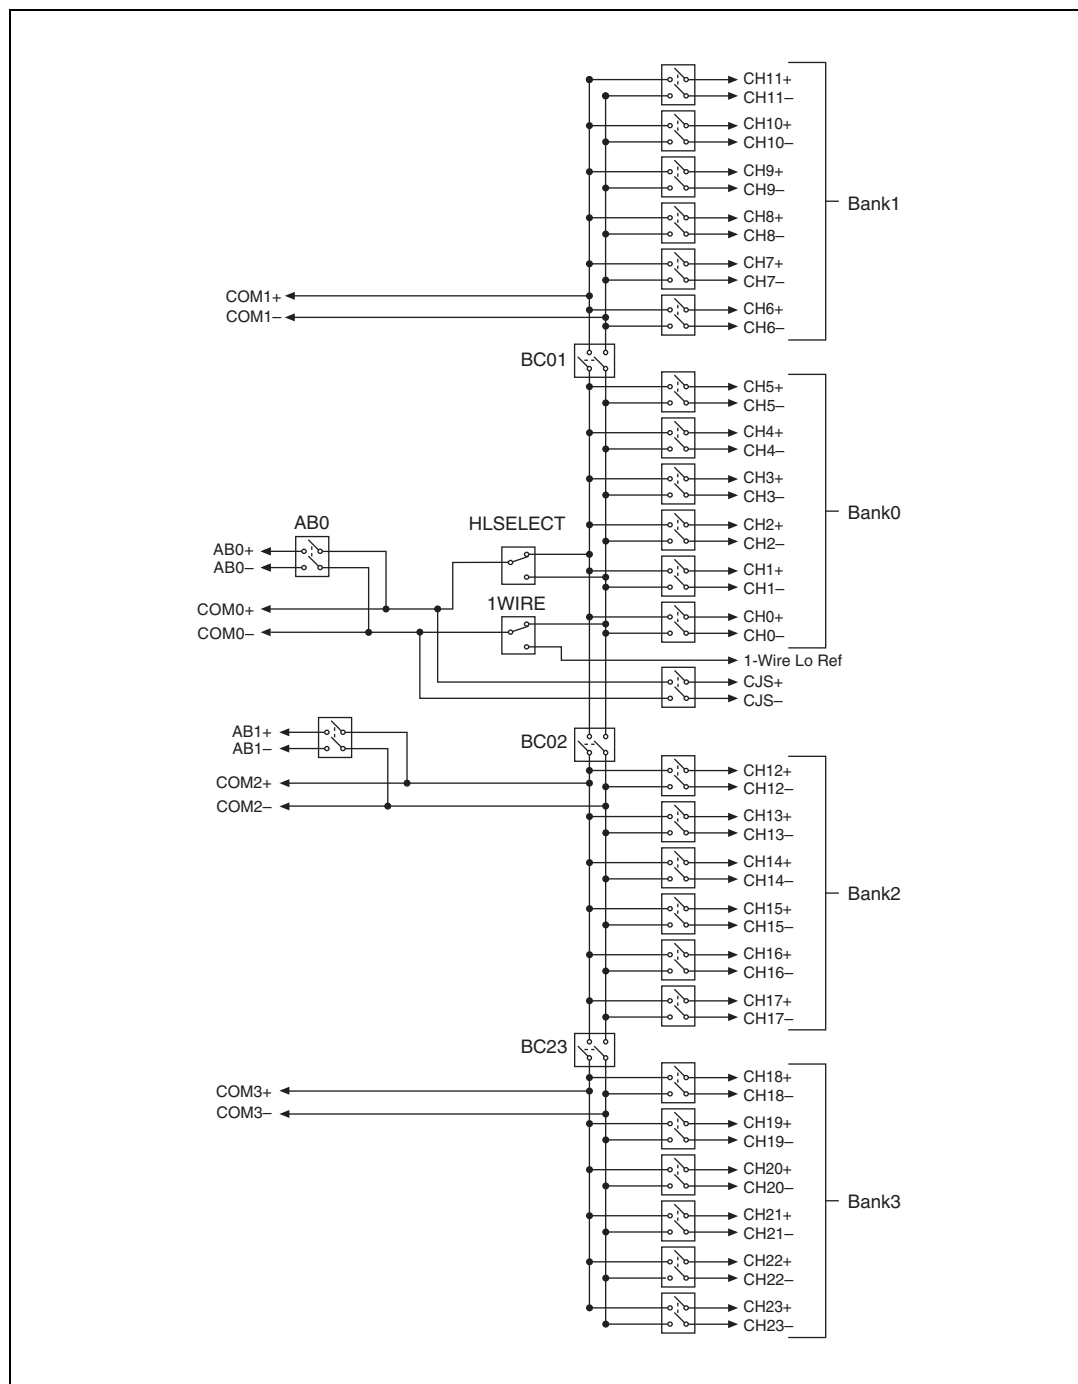 CH11+
CH11–
CH10+
CH10–
CH9+
CH9–
Bank1
CH8+
CH8–
CH7+
CH7–
COM1+
CH6+
COM1–
CH6–
BC01
CH5+
CH5–
CH4+
CH4–
CH3+
CH3–
Bank0
AB0
HLSELECT
CH2+
CH2–
AB0+
AB0–
CH1+
CH1–
COM0+
1WIRE
CH0+
COM0–
CH0–
1-Wire Lo Ref
CJS+
CJS–
AB1+
BC02
AB1–
CH12+
COM2+
CH12–
COM2–
CH13+
CH13–
CH14+
CH14–
Bank2
CH15+
CH15–
CH16+
CH16–
CH17+
CH17–
BC23
CH18+
COM3+
CH18–
COM3–
CH19+
CH19–
CH20+
CH20–
Bank3
CH21+
CH21–
CH22+
CH22–
CH23+
CH23–